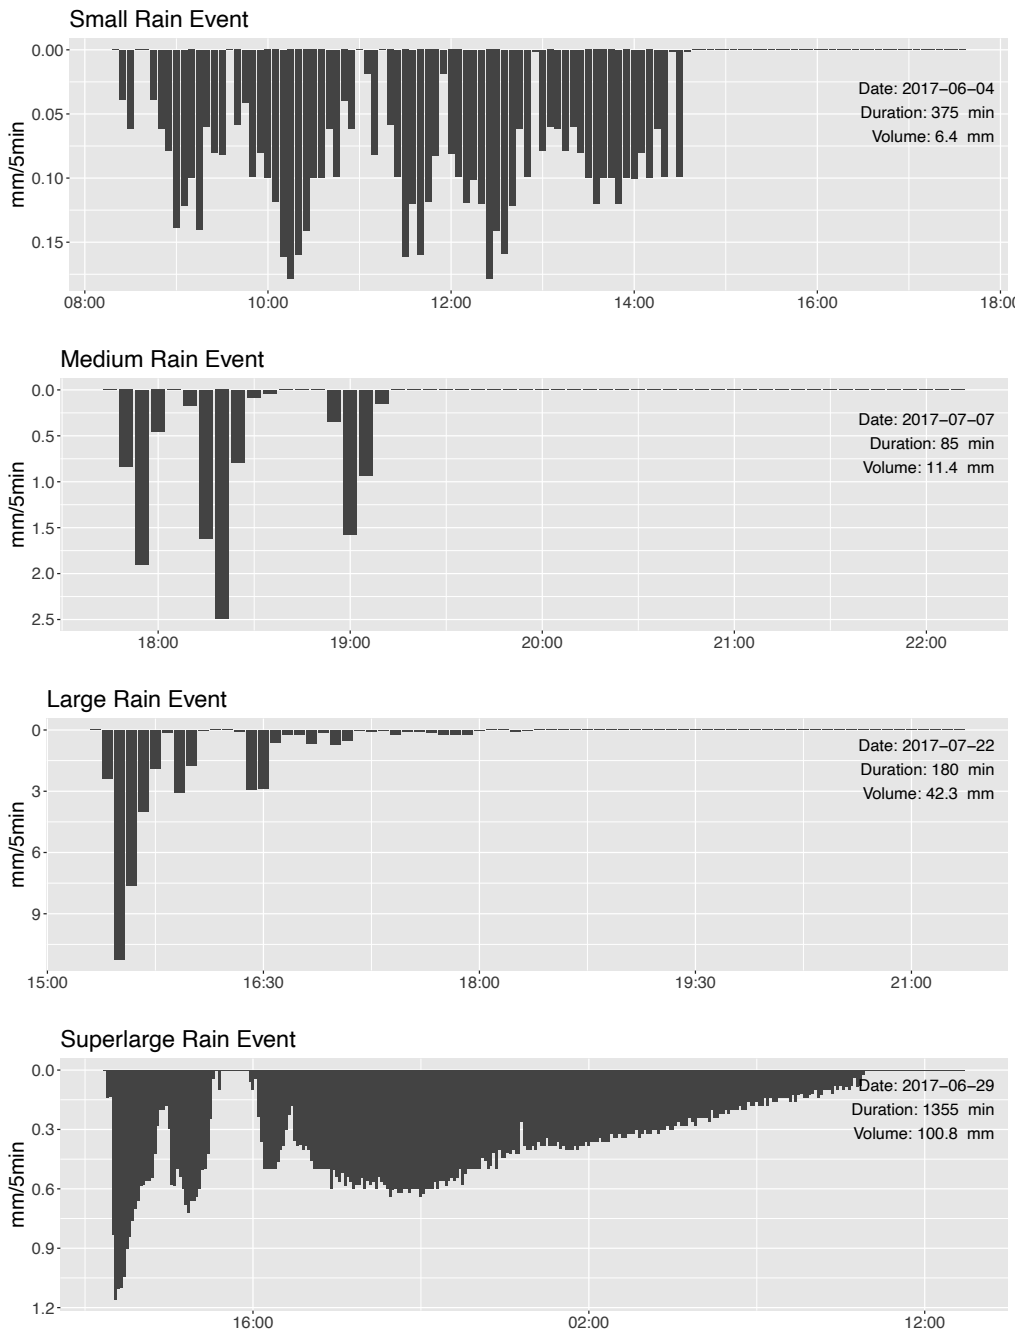 Small Rain Event
0.00
0.05
0.10
0.15
mm/5min
Date: 2017−06−04
Duration: 375 min
Volume: 6.4 mm
08:00 10:00 12:00 14:00 16:00 18:00
Medium Rain Event
0.0
0.5
1.0
1.5
2.0
2.5
mm/5min
Date: 2017−07−07
Duration: 85 min
Volume: 11.4 mm
18:00 19:00 20:00 21:00 22:00
Large Rain Event
0
3
6
9
mm/5min
Date: 2017−07−22
Duration: 180 min
Volume: 42.3 mm
15:00 16:30 18:00 19:30 21:00
Superlarge Rain Event
0.0
0.3
0.6
0.9
1.2
mm/5min
Date: 2017−06−29
Duration: 1355 min
Volume: 100.8 mm
16:00 02:00 12:00